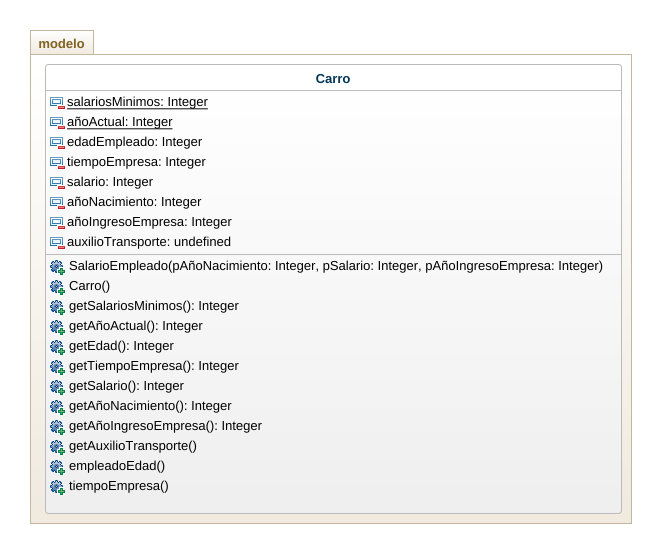 modelo
Carro
salariosMinimos: Integer
añoActual: Integer
edadEmpleado: Integer
tiempoEmpresa: Integer
salario: Integer
añoNacimiento: Integer
añoIngresoEmpresa: Integer
auxilioTransporte: undefined
SalarioEmpleado(pAñoNacimiento: Integer, pSalario: Integer, pAñoIngresoEmpresa: Integer)
Carro()
getSalariosMinimos(): Integer
getAñoActual(): Integer
getEdad(): Integer
getTiempoEmpresa(): Integer
getSalario(): Integer
getAñoNacimiento(): Integer
getAñoIngresoEmpresa(): Integer
getAuxilioTransporte()
empleadoEdad()
tiempoEmpresa()